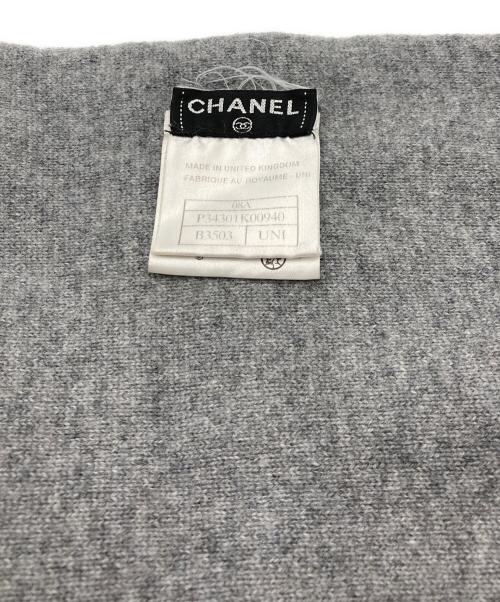 CHANEL
MADE IN UNITED KINGDOM
FABRIQUE AU ROYAUME - UNI
08A
P34301K00940
B3503 UNI